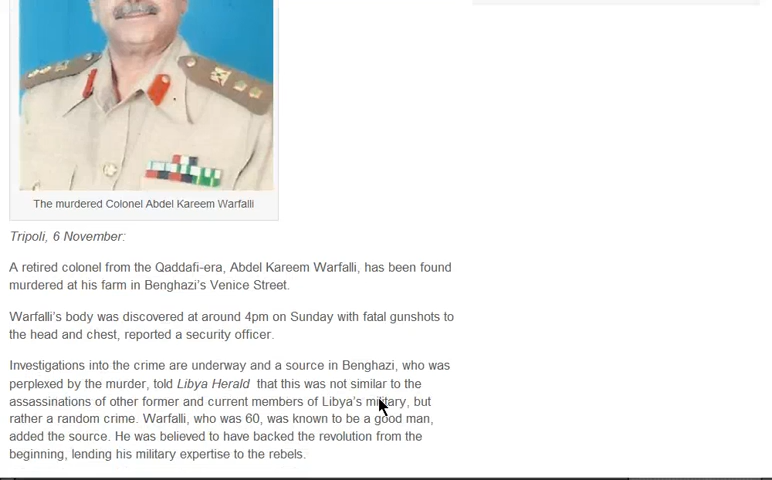 The murdered Colonel Abdel Kareem Warfalli
Tripoli, 6 November:
A retired colonel from the Qaddafi-era, Abdel Kareem Warfalli, has been found
murdered at his farm in Benghazi's Venice Street.
Warfalli's body was discovered at around 4pm on Sunday with fatal gunshots to
the head and chest, reported a security officer.
Investigations into the crime are underway and a source in Benghazi, who was
perplexed by the murder, told Libya Herald that this was not similar to the
assassinations of other former and current members of Libya's military, but
rather a random crime. Warfalli, who was 60, was known to be a good man,
added the source. He was believed to have backed the revolution from the
beginning, lending his military expertise to the rebels.